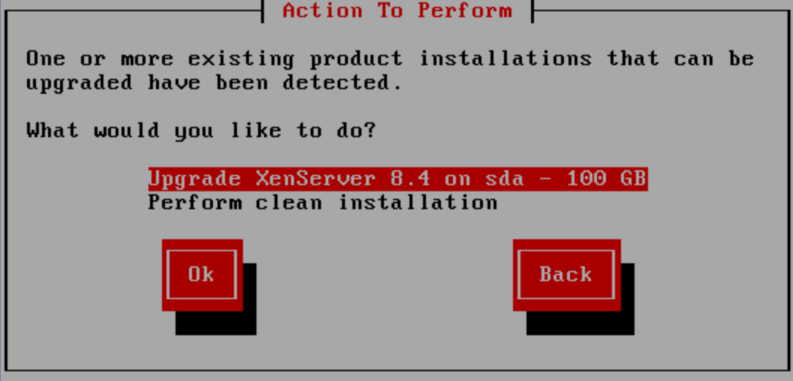 Action To Perform
One or more existing product installations that can be
upgraded have been detected.
What would you like to do?
Upgrade XenServer 8.4 on sda - 100 GB
Perform clean installation
Ok
Back